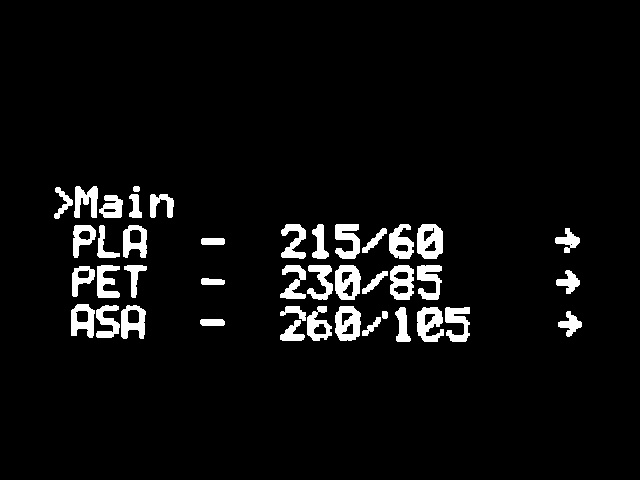 >Main
PLA - 215/60 →
PET - 230/85 →
ASA - 260/105 →